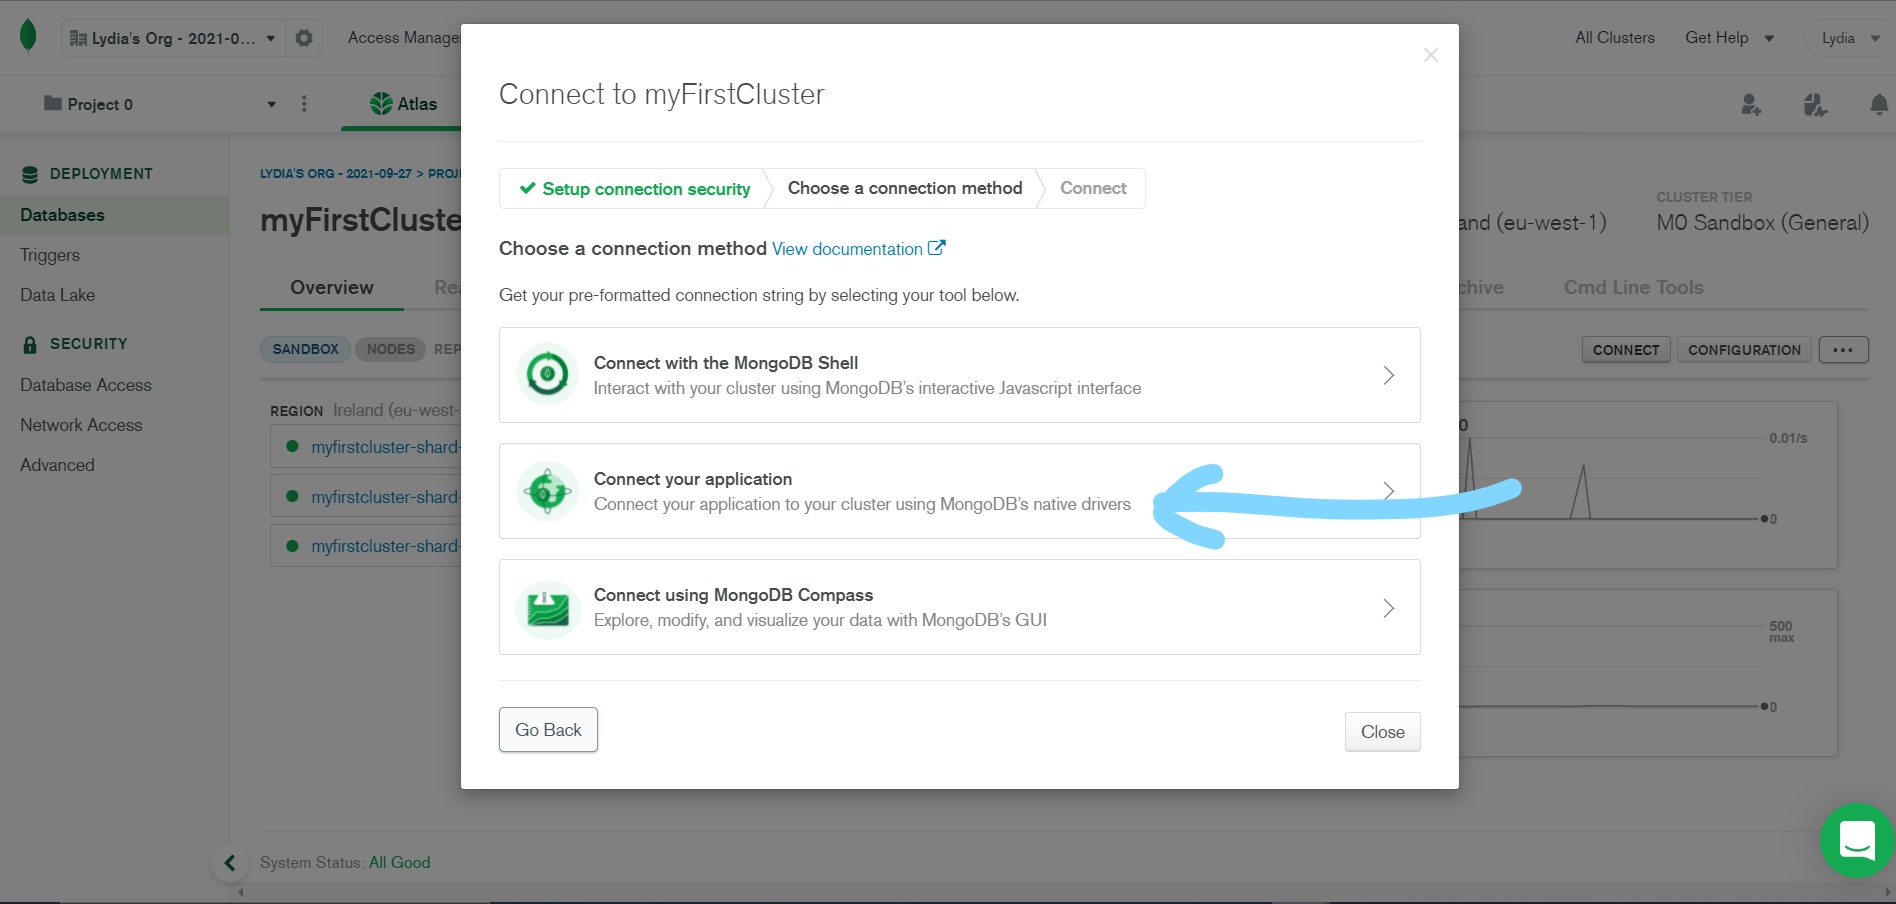 Lydia's Org - 2021-0...
Access Manage
All Clusters
Get Help
Lydia
Project 0
Atlas
DEPLOYMENT
Databases
Triggers
Data Lake
SECURITY
Database Access
Network Access
Advanced
LYDIA'S ORG - 2021-09-27 > PROJ
myFirstCluste
Overview
Rea
SANDBOX
NODES
REP
REGION Ireland (eu-west-
myfirstcluster-shard-
myfirstcluster-shard-
myfirstcluster-shard-
System Status: All Good
Connect to myFirstCluster
Setup connection security
Choose a connection method
Connect
Choose a connection method View documentation
Get your pre-formatted connection string by selecting your tool below.
Connect with the MongoDB Shell
Interact with your cluster using MongoDB's interactive Javascript interface
Connect your application
Connect your application to your cluster using MongoDB's native drivers
Connect using MongoDB Compass
Explore, modify, and visualize your data with MongoDB's GUI
Go Back
Close
CLUSTER TIER
and (eu-west-1)
M0 Sandbox (General)
chive
Cmd Line Tools
CONNECT
CONFIGURATION
...
0
0.01/s
0
500
max
0